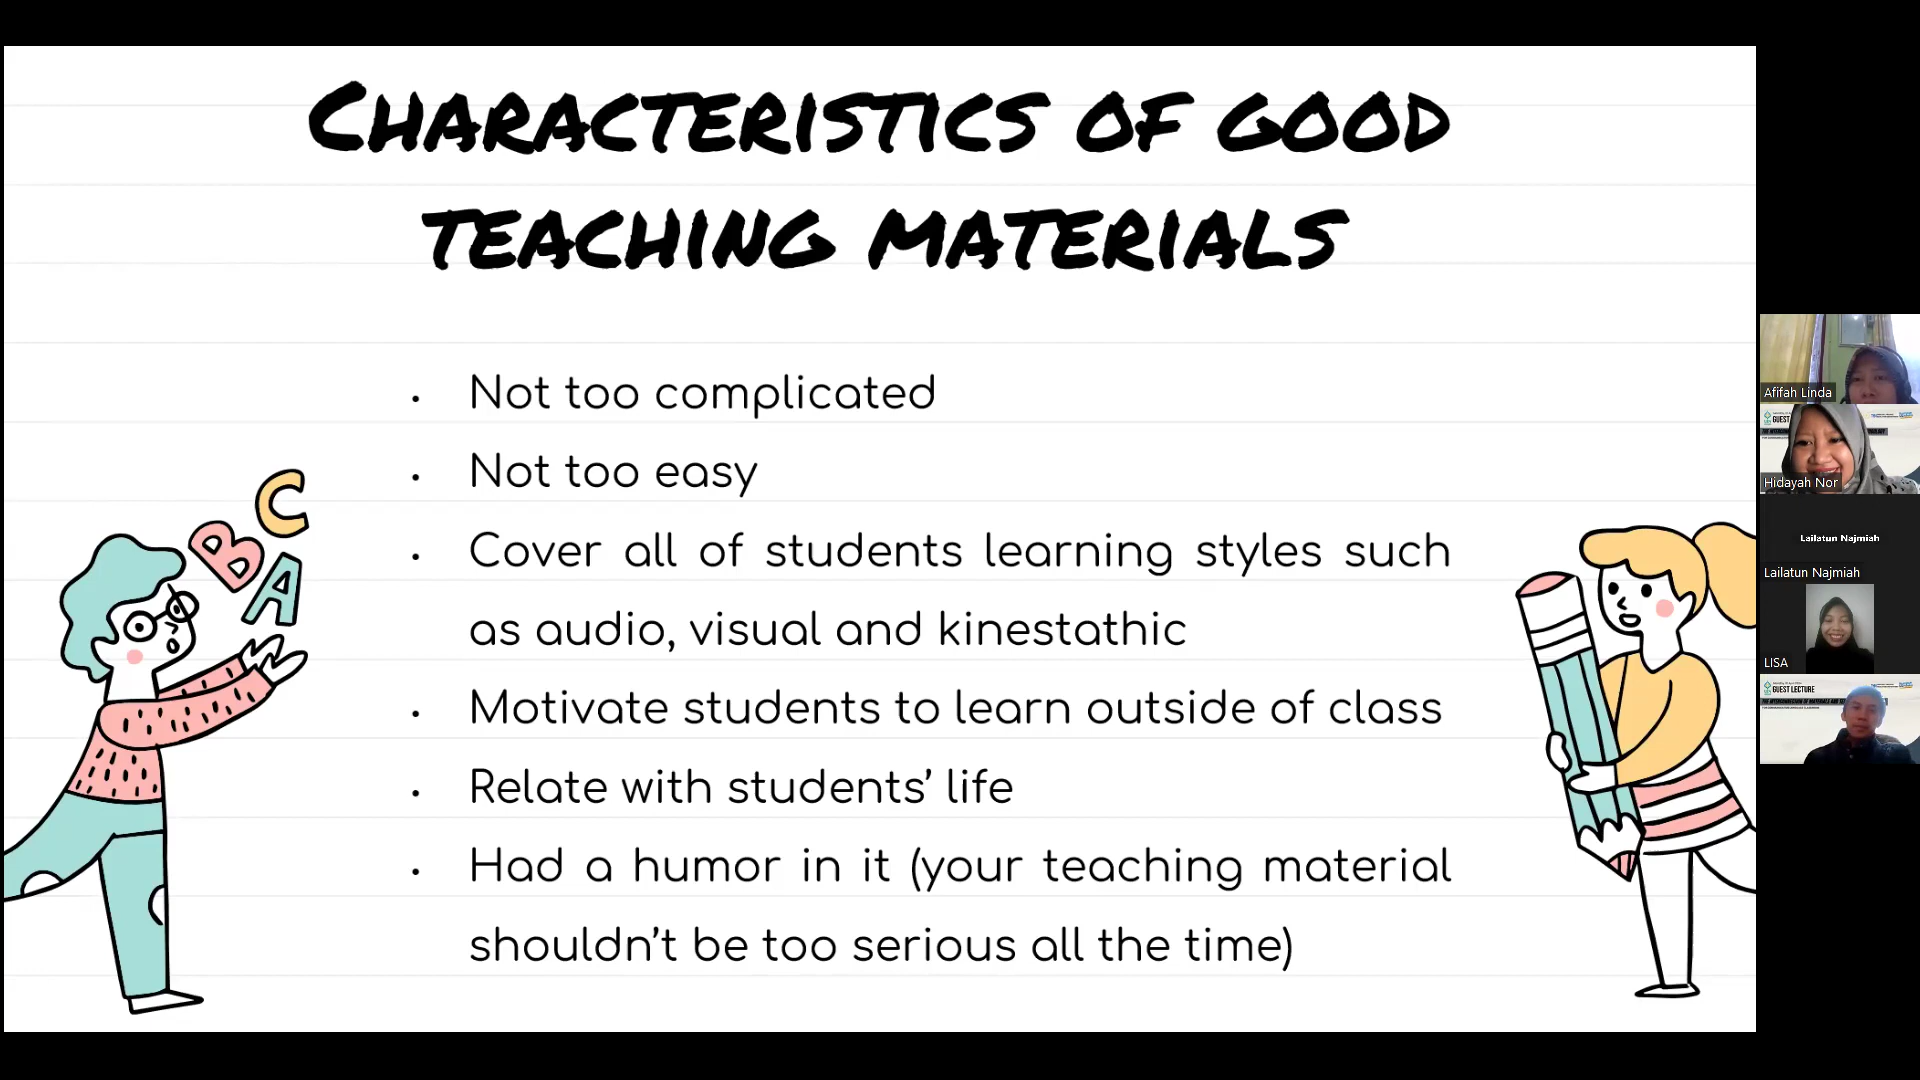 CHARACTERISTICS OF GOOD
TEACHING MATERIALS
• Not too complicated
• Not too easy
• Cover all of students learning styles such
as audio, visual and kinestathic
• Motivate students to learn outside of class
• Relate with students’ life
• Had a humor in it (your teaching material
shouldn’t be too serious all the time)
C
B
A
Afifah Linda
GUEST
Hidayah Nor
Lailatun Najmiah
Lailatun Najmiah
LISA
GUEST LECTURE